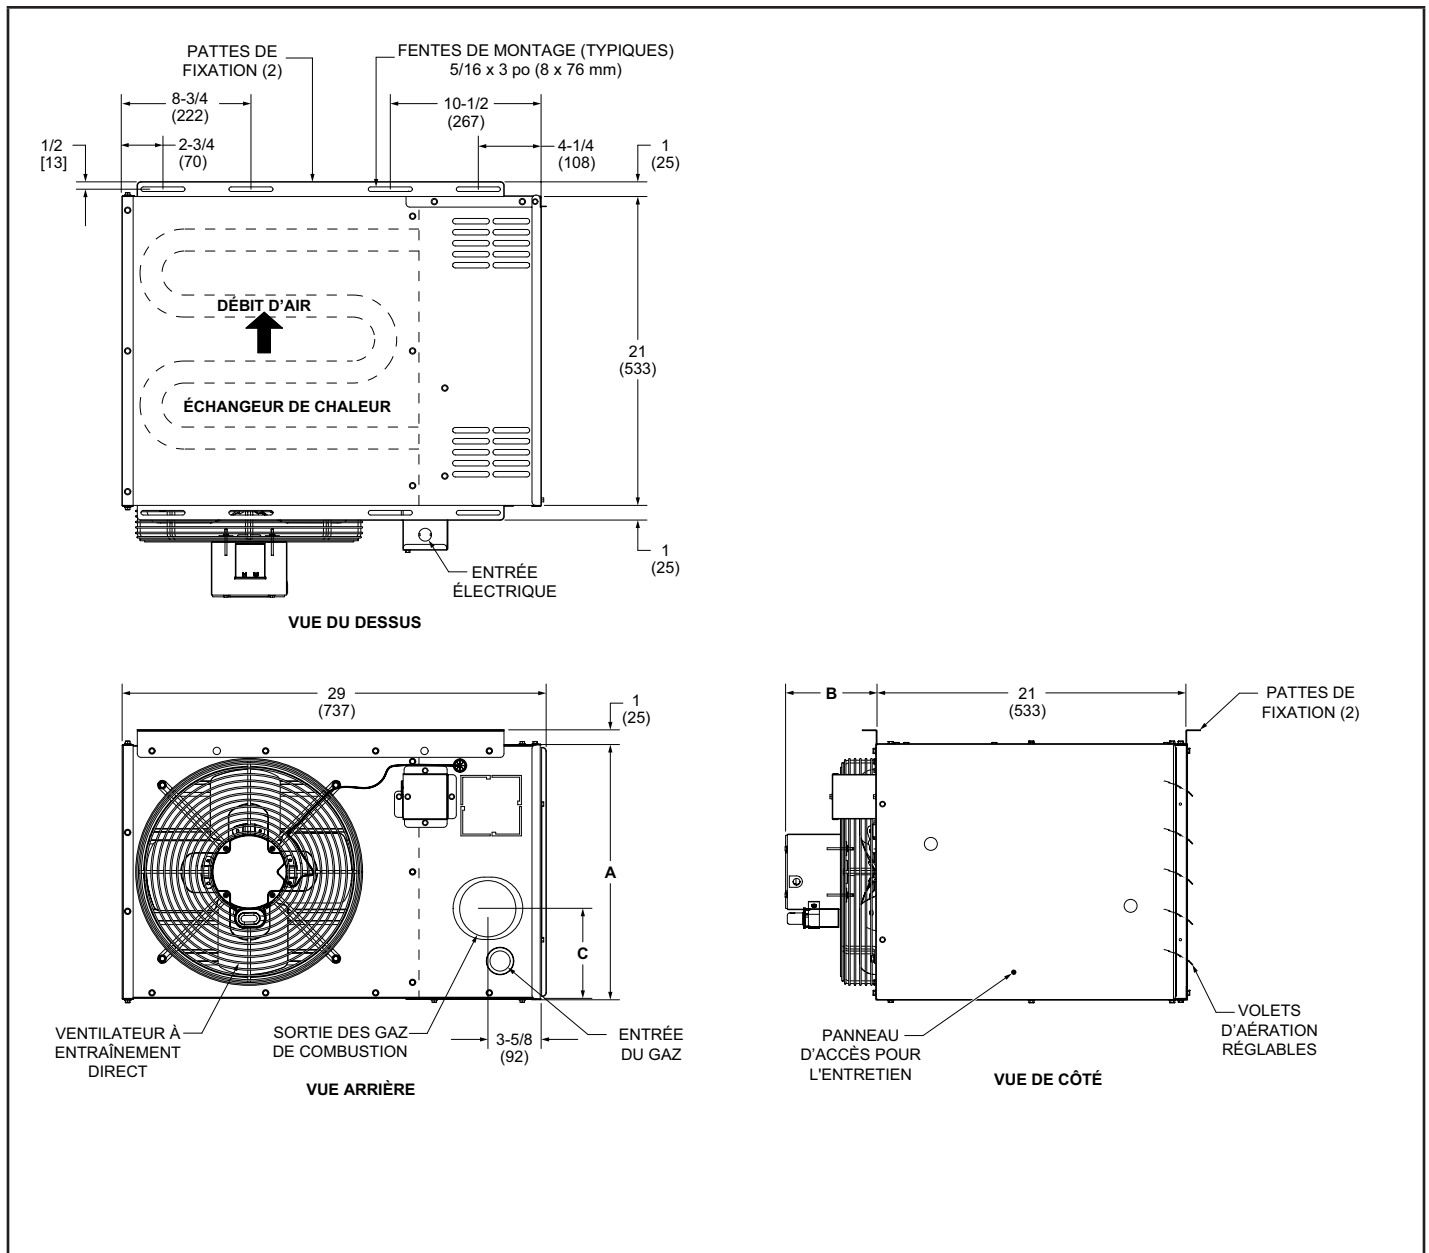 PATTES DE
FIXATION (2)
FENTES DE MONTAGE (TYPIQUES)
5/16 x 3 po (8 x 76 mm)
8-3/4
(222)
10-1/2
(267)
1/2
[13]
2-3/4
(70)
4-1/4
(108)
1
(25)
DÉBIT D’AIR
21
(533)
ÉCHANGEUR DE CHALEUR
1
(25)
ENTRÉE
ÉLECTRIQUE
VUE DU DESSUS
29
(737)
1
(25)
A
C
VENTILATEUR À
ENTRAÎNEMENT
DIRECT
SORTIE DES GAZ
DE COMBUSTION
3-5/8
(92)
ENTRÉE
DU GAZ
VUE ARRIÈRE
B
21
(533)
PATTES DE
FIXATION (2)
PANNEAU
D'ACCÈS POUR
L'ENTRETIEN
VOLETS
D’AÉRATION
RÉGLABLES
VUE DE CÔTÉ